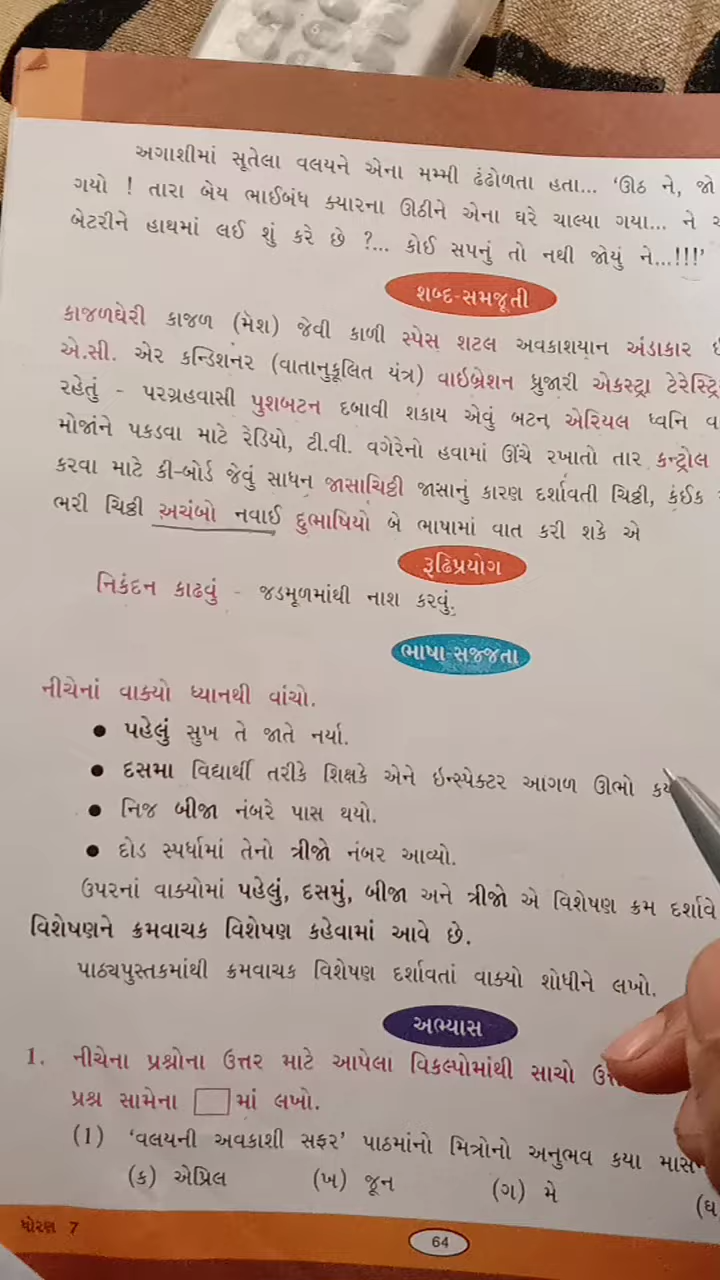 અગાશીમાં સૂતેલા વલયને એના મમ્મી ઢંઢોળતા હતા... ‘ઊઠ ને, જો
ગયો ! તારા બેય ભાઈબંધ ક્યારના ઊઠીને એના ઘરે ચાલ્યા ગયા... ને
બેટરીને હાથમાં લઈ શું કરે છે ?... કોઈ સપનું તો નથી જોયું ને...!!!’
શબ્દ-સમજૂતી
કાજળઘેરી કાજળ (મેશ) જેવી કાળી સ્પેસ શટલ અવકાશયાન અંડાકાર
એ.સી. એર કન્ડિશનર (વાતાનુકૂલિત યંત્ર) વાઇબ્રેશન ધ્રુજારી એકસ્ટ્રા ટેરેસ્ટ્રિ
રહેતું - પરગ્રહવાસી પુશબટન દબાવી શકાય એવું બટન એરિયલ ધ્વનિ
મોજાંને પકડવા માટે રેડિયો, ટી.વી. વગેરેનો હવામાં ઊંચે રખાતો તાર કન્ટ્રોલ
કરવા માટે કી-બોર્ડ જેવું સાધન જાસાચિઠ્ઠી જાસાનું કારણ દર્શાવતી ચિઠ્ઠી, કંઈક
ભરી ચિઠ્ઠી અચંબો નવાઈ દુભાષિયો બે ભાષામાં વાત કરી શકે એ
રૂઢિપ્રયોગ
નિકંદન કાઢવું - જડમૂળમાંથી નાશ કરવું.
ભાષા-સજ્જતા
નીચેનાં વાક્યો ધ્યાનથી વાંચો.
● પહેલું સુખ તે જાતે નર્યા.
● દસમા વિદ્યાર્થી તરીકે શિક્ષકે એને ઇન્સ્પેક્ટર આગળ ઊભો
● નિજ બીજા નંબરે પાસ થયો.
● દોડ સ્પર્ધામાં તેનો ત્રીજો નંબર આવ્યો.
ઉપરનાં વાક્યોમાં પહેલું, દસમું, બીજા અને ત્રીજો એ વિશેષણ ક્રમ દર્શાવે
વિશેષણને ક્રમવાચક વિશેષણ કહેવામાં આવે છે.
પાઠ્યપુસ્તકમાંથી ક્રમવાચક વિશેષણ દર્શાવતાં વાક્યો શોધીને લખો.
અભ્યાસ
1. નીચેના પ્રશ્નોના ઉત્તર માટે આપેલા વિકલ્પોમાંથી સાચો
પ્રશ્ન સામેના □ માં લખો.
(1) ‘વલયની અવકાશી સફર’ પાઠમાંનો મિત્રોનો અનુભવ કયા
(ક) એપ્રિલ (ખ) જૂન (ગ) મે (ઘ
ધોરણ 7
64